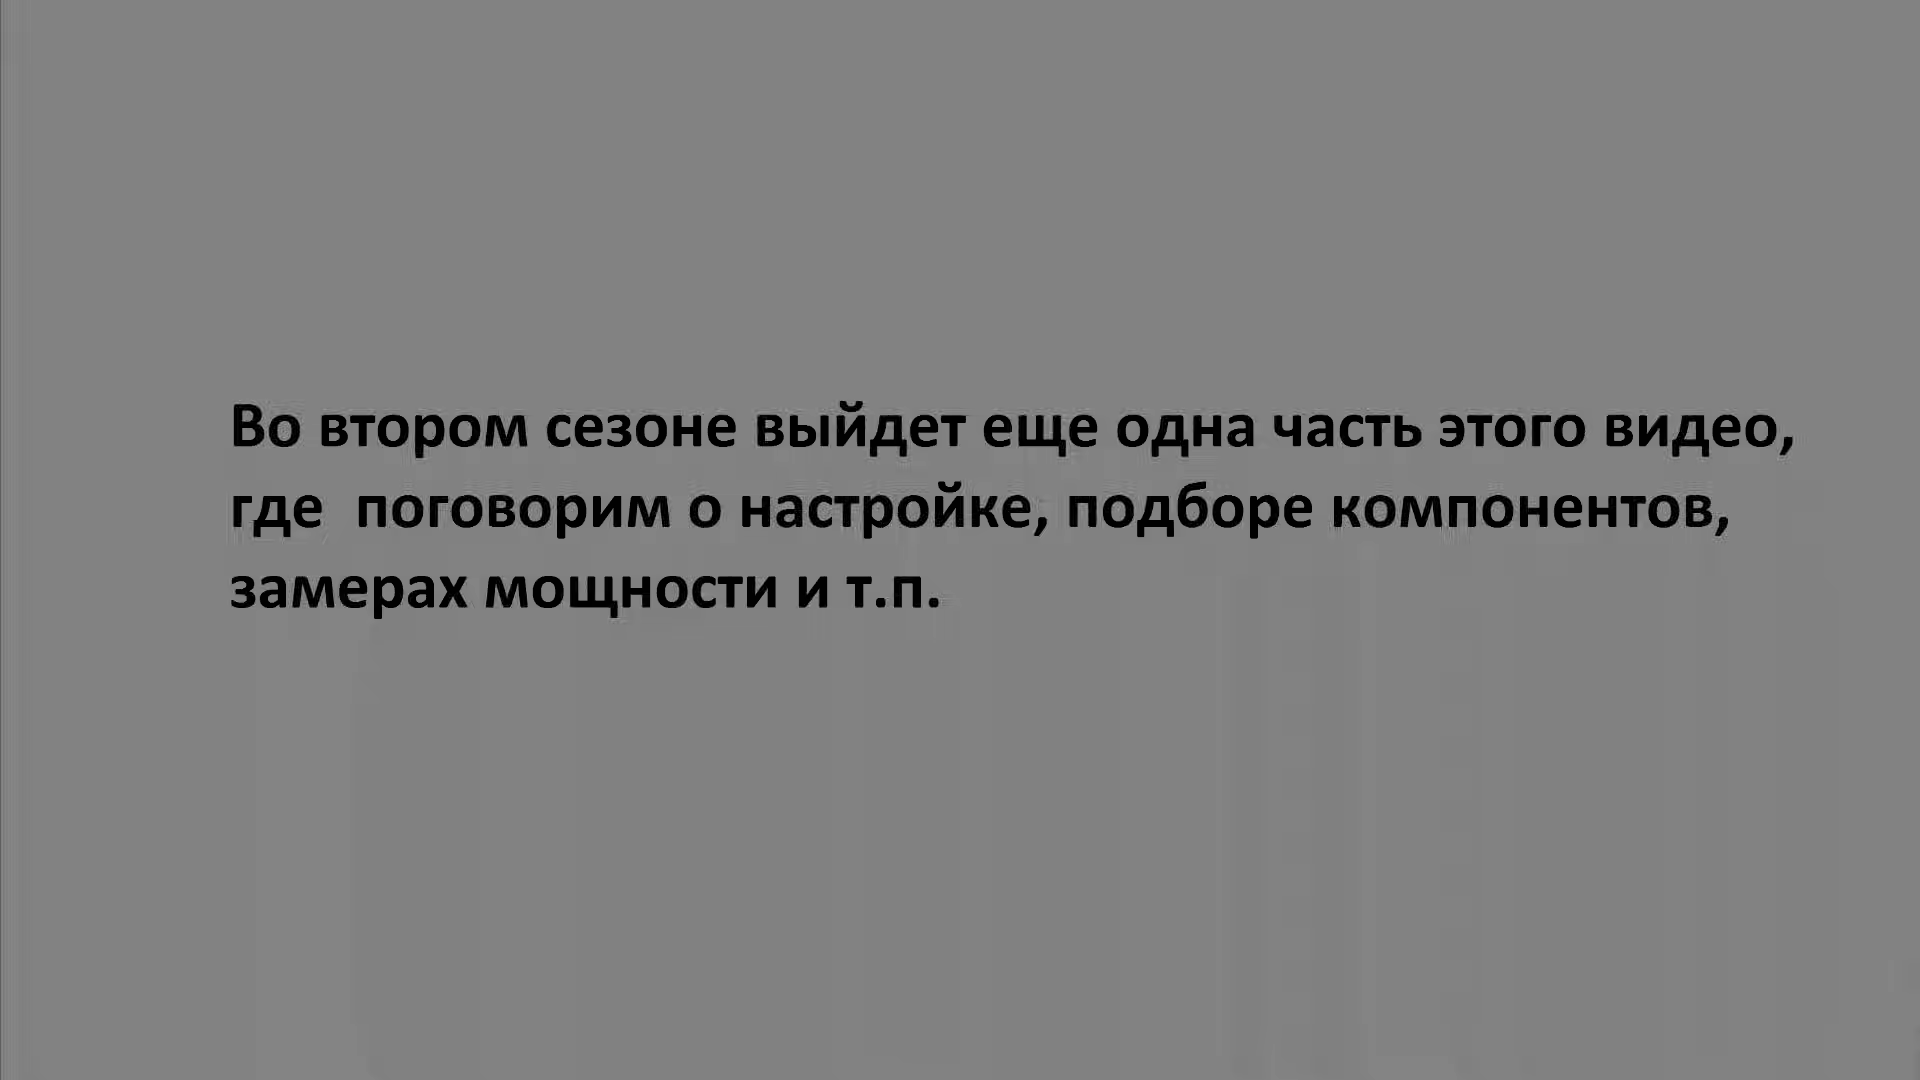 Во втором сезоне выйдет еще одна часть этого видео,
где  поговорим о настройке, подборе компонентов,
замерах мощности и т.п.